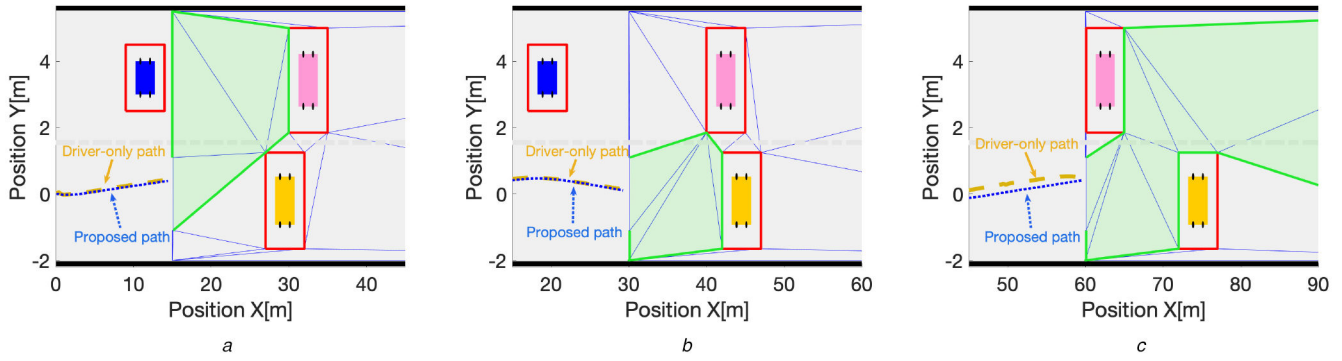 Position Y[m]
4
2
0
-2
Driver-only path
Proposed path
0
10
20
30
40
Position X[m]
a
Position Y[m]
4
2
0
-2
Driver-only path
Proposed path
20
30
40
50
60
Position X[m]
b
Position Y[m]
4
2
0
-2
Driver-only path
Proposed path
50
60
70
80
90
Position X[m]
c